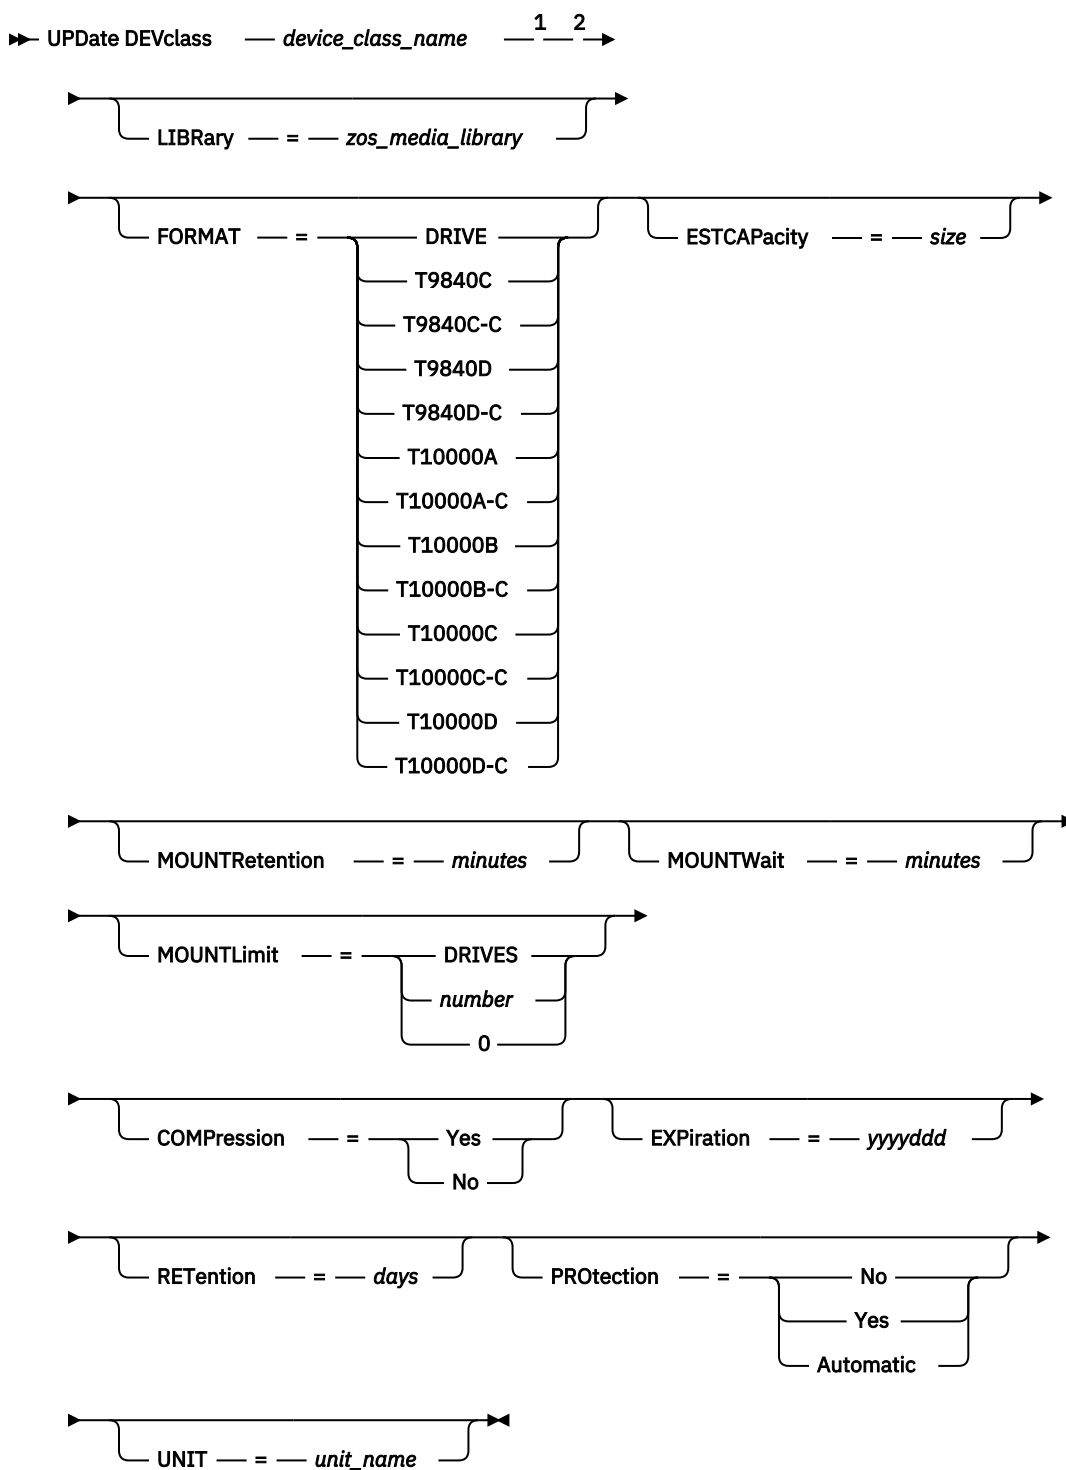 1 2
UPDate DEVclass device_class_name
LIBRary = zos_media_library
FORMAT = DRIVE ESTCAPacity = size
T9840C
T9840C-C
T9840D
T9840D-C
T10000A
T10000A-C
T10000B
T10000B-C
T10000C
T10000C-C
T10000D
T10000D-C
MOUNTRetention = minutes MOUNTWait = minutes
MOUNTLimit = DRIVES
number
0
COMPression = Yes EXPiration = yyyyddd
No
RETention = days PROtection = No
Yes
Automatic
UNIT = unit_name